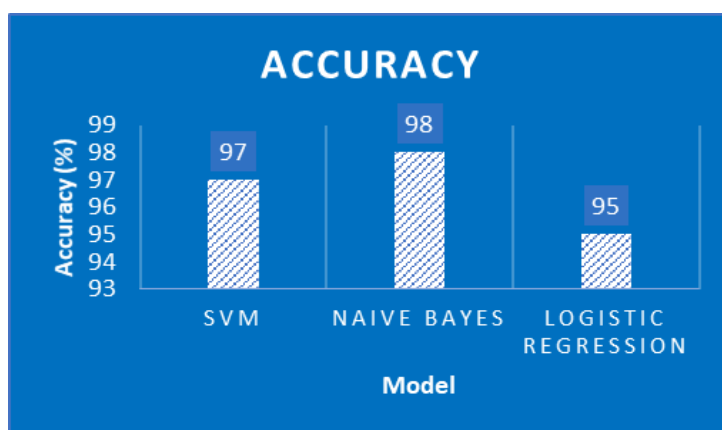 ACCURACY
Accuracy (%)
99
98
97
96
95
94
93
97
98
95
SVM
NAIVE BAYES
LOGISTIC
REGRESSION
Model